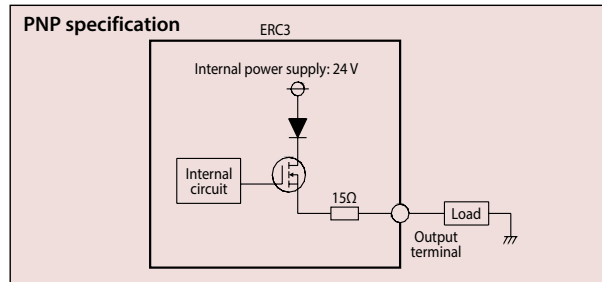 PNP specification
ERC3
Internal power supply: 24 V
Internal
circuit
15Ω
Load
Output
terminal